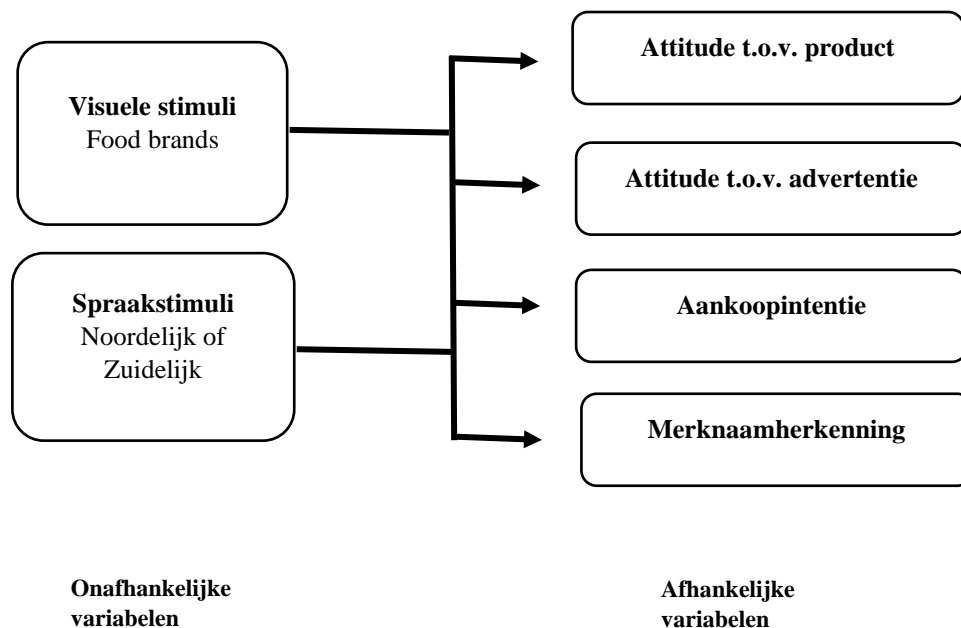 Visuele stimuli
Food brands
Spraakstimuli
Noordelijk of
Zuidelijk
Attitude t.o.v. product
Attitude t.o.v. advertentie
Aankoopintentie
Merknaamherkenning
Onafhankelijke
variabelen
Afhankelijke
variabelen